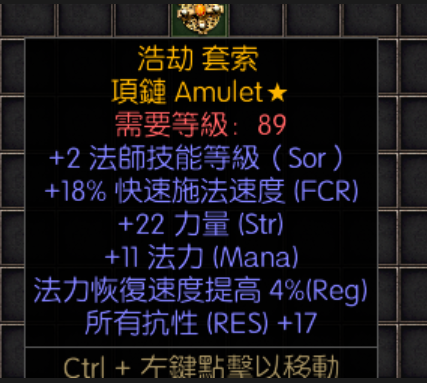 浩劫 套索
項鏈 Amulet★
需要等級: 89
+2 法師技能等級 ( Sor )
+18% 快速施法速度 (FCR)
+22 力量 (Str)
+11 法力 (Mana)
法力恢復速度提高 4%(Reg)
所有抗性 (RES) +17
Ctrl + 左鍵點擊以移動